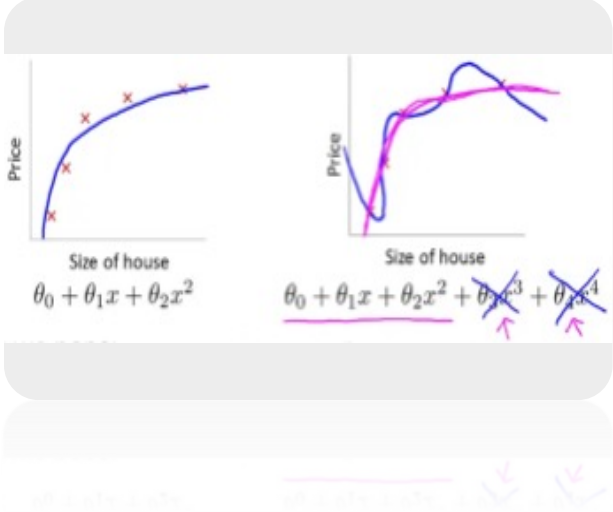 Price
Size of house
θ₀ + θ₁x + θ₂x²
Price
Size of house
θ₀ + θ₁x + θ₂x² + θ₃x³ + θ₄x⁴